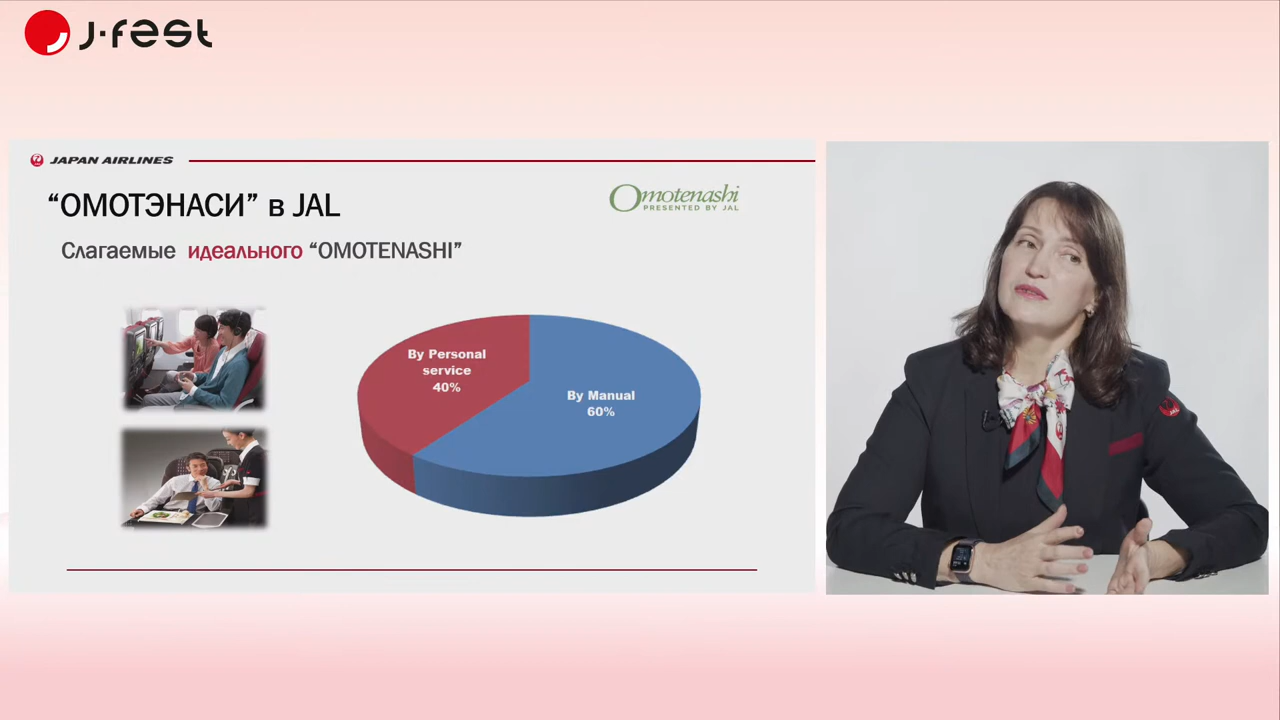 J-fest
JAPAN AIRLINES
“ОМОТЭНАСИ” в JAL
Omotenashi
PRESENTED BY JAL
Слагаемые идеального “OMOTENASHI”
By Personal
service
40%
By Manual
60%
JAL